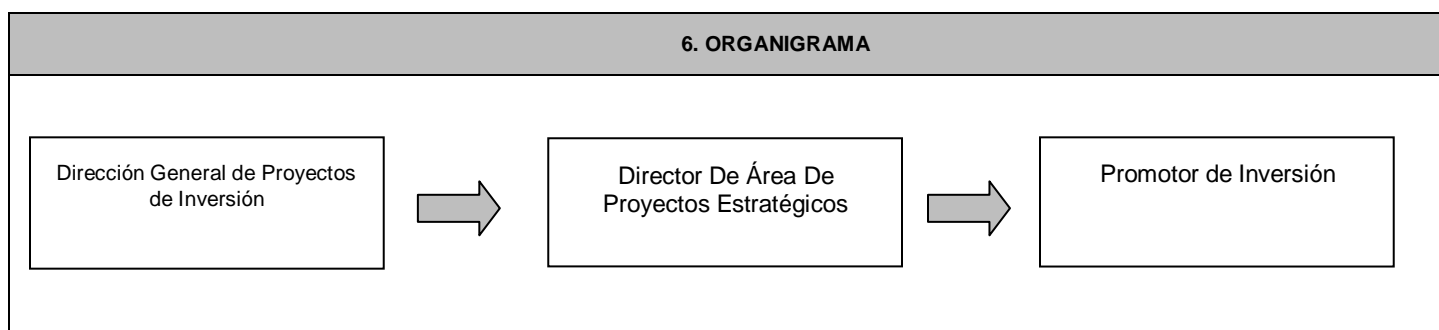 6. ORGANIGRAMA
Dirección General de Proyectos
de Inversión
Director De Área De
Proyectos Estratégicos
Promotor de Inversión